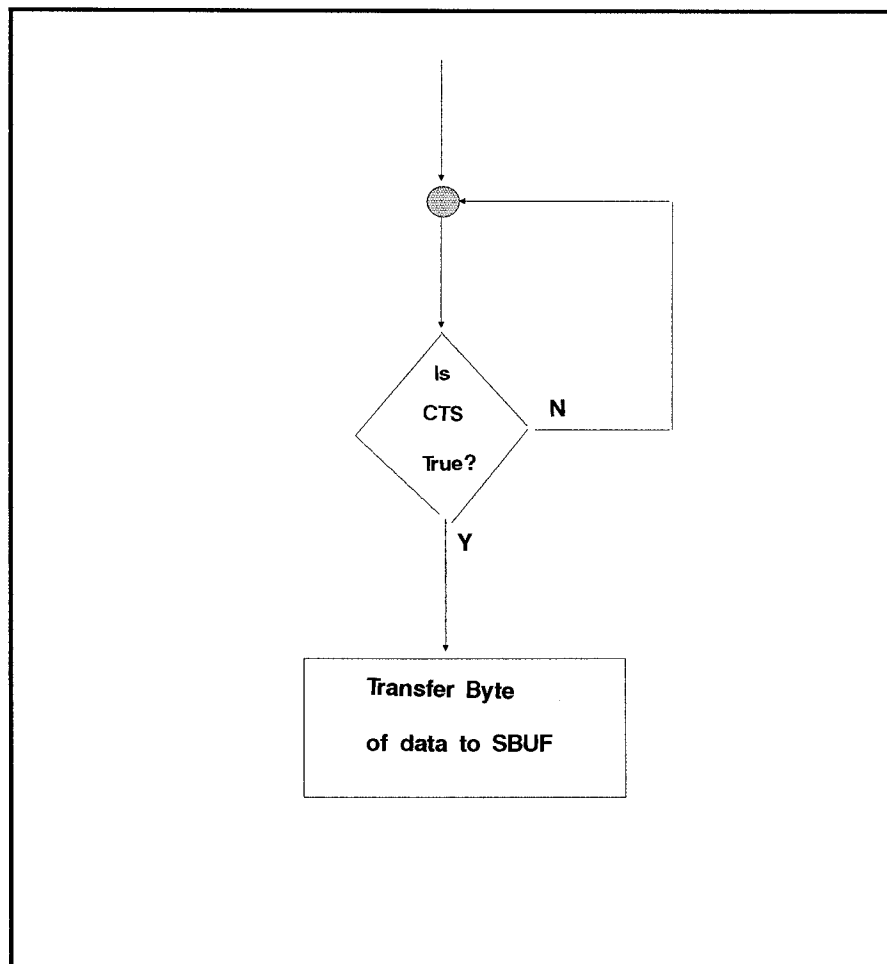 Is
CTS
True?
N
Y
Transfer Byte
of data to SBUF